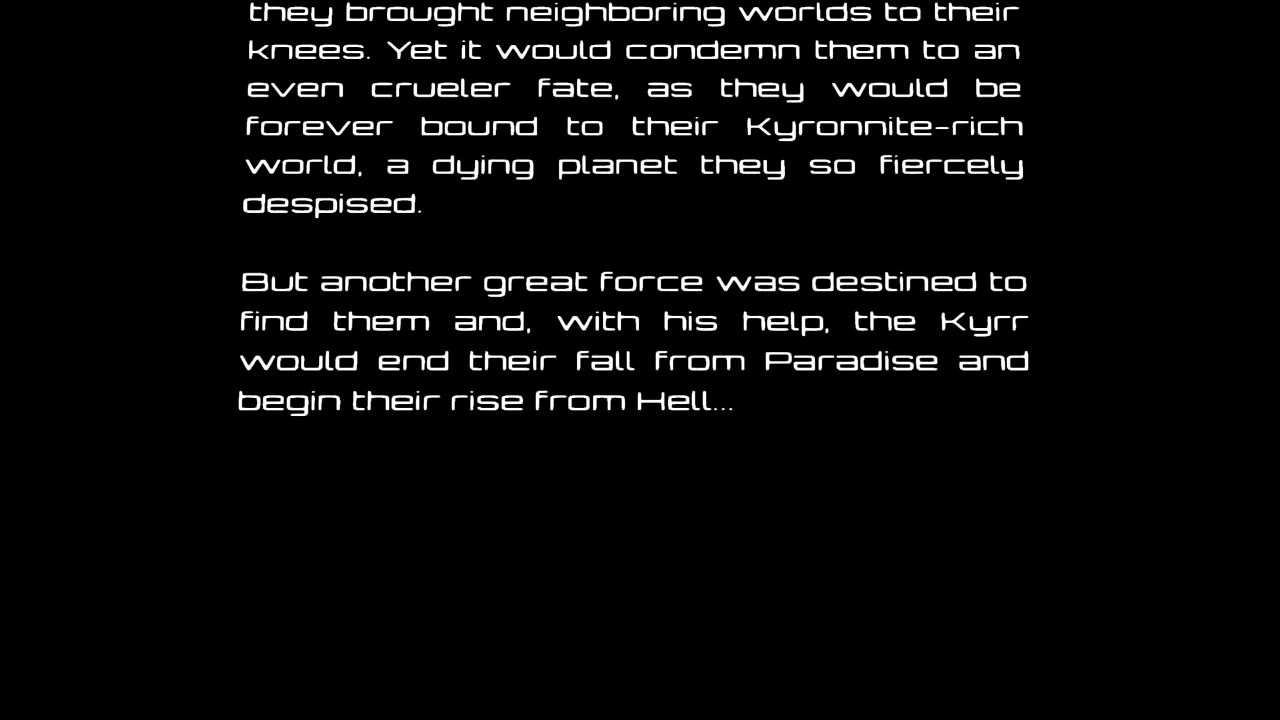 they brought neighboring worlds to their
knees. Yet it would condemn them to an
even crueler fate, as they would be
forever bound to their Kyronnite-rich
world, a dying planet they so fiercely
despised.
But another great force was destined to
find them and, with his help, the Kyrr
would end their fall from Paradise and
begin their rise from Hell...